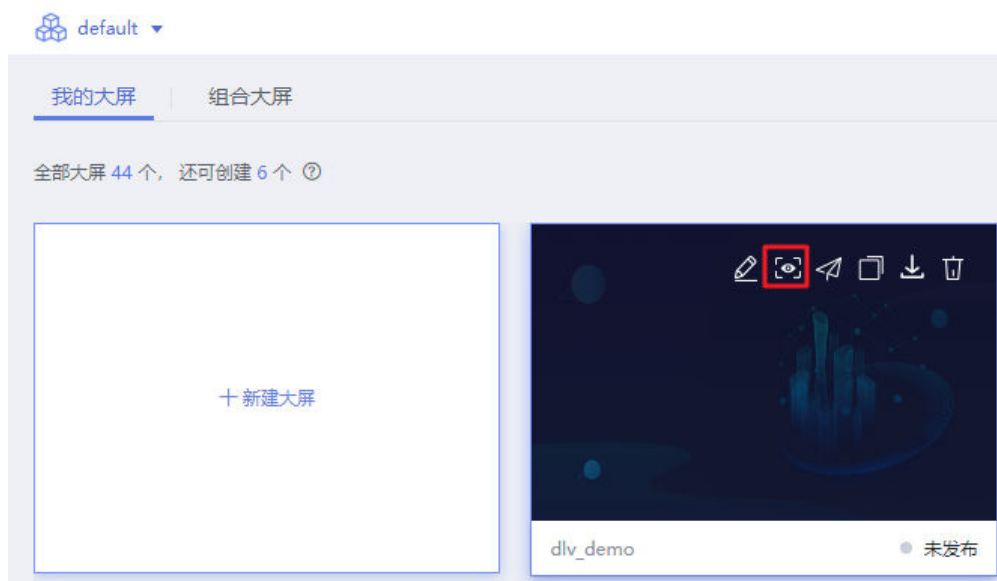 default
我的大屏 组合大屏
全部大屏 44 个, 还可创建 6 个 ?
+ 新建大屏
dlv_demo 未发布